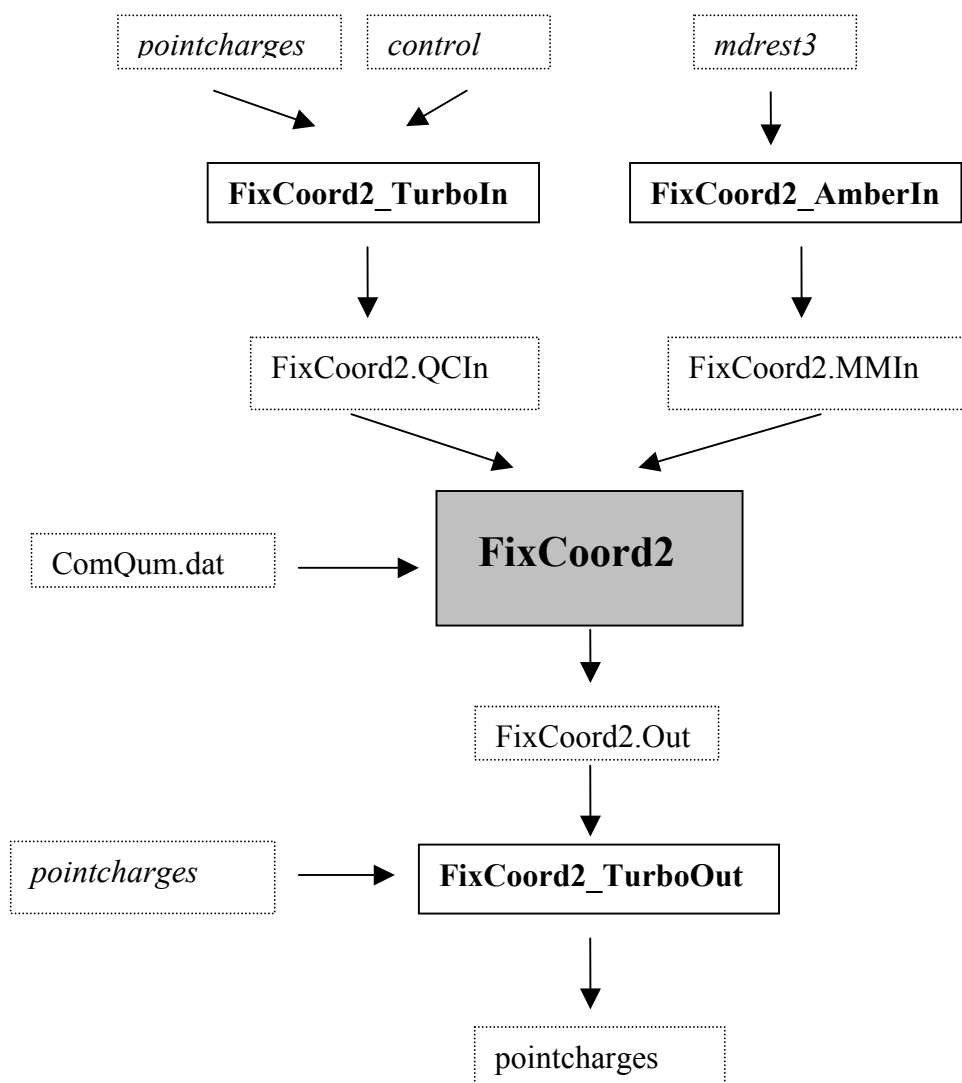 pointcharges
control
mdrest3
FixCoord2_TurboIn
FixCoord2_AmberIn
FixCoord2.QCIn
FixCoord2.MMIn
FixCoord2
ComQum.dat
FixCoord2.Out
FixCoord2_TurboOut
pointcharges
pointcharges